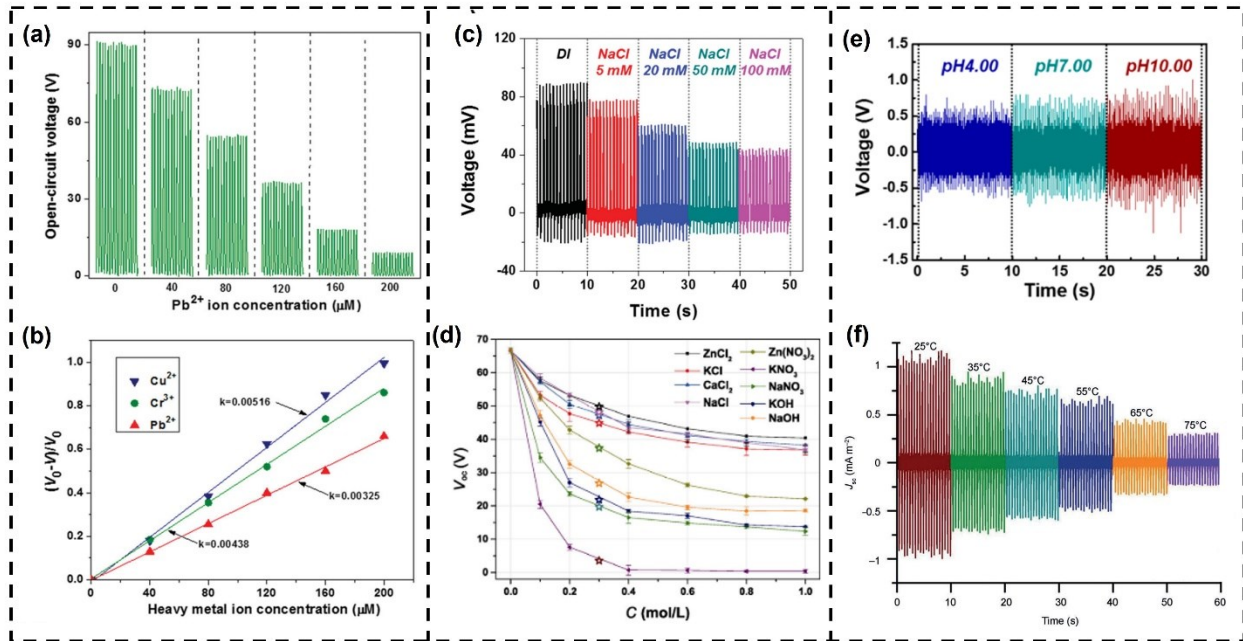 (a)
Open-circuit voltage (V)
90
60
30
0
0 40 80 120 160 200
Pb²⁺ ion concentration (μM)
(b)
(V₀-V)/V₀
1.0
0.8
0.6
0.4
0.2
0.0
Cu²⁺
Cr³⁺
Pb²⁺
k=0.00516
k=0.00325
k=0.00438
0 40 80 120 160 200
Heavy metal ion concentration (μM)
(c)
Voltage (mV)
120
80
40
0
-40
DI NaCl NaCl NaCl NaCl
5 mM 20 mM 50 mM 100 mM
0 10 20 30 40 50
Time (s)
(d)
V_oc (V)
70
60
50
40
30
20
10
0
ZnCl₂ Zn(NO₃)₂
KCl KNO₃
CaCl₂ NaNO₃
NaCl KOH
NaOH
0.0 0.2 0.4 0.6 0.8 1.0
C (mol/L)
(e)
Voltage (V)
1.5
1.0
0.5
0.0
-0.5
-1.0
-1.5
pH4.00 pH7.00 pH10.00
0 5 10 15 20 25 30
Time (s)
(f)
J_sc (mA m⁻²)
1
0.5
0
-0.5
-1
25°C
35°C
45°C
55°C
65°C
75°C
0 10 20 30 40 50 60
Time (s)